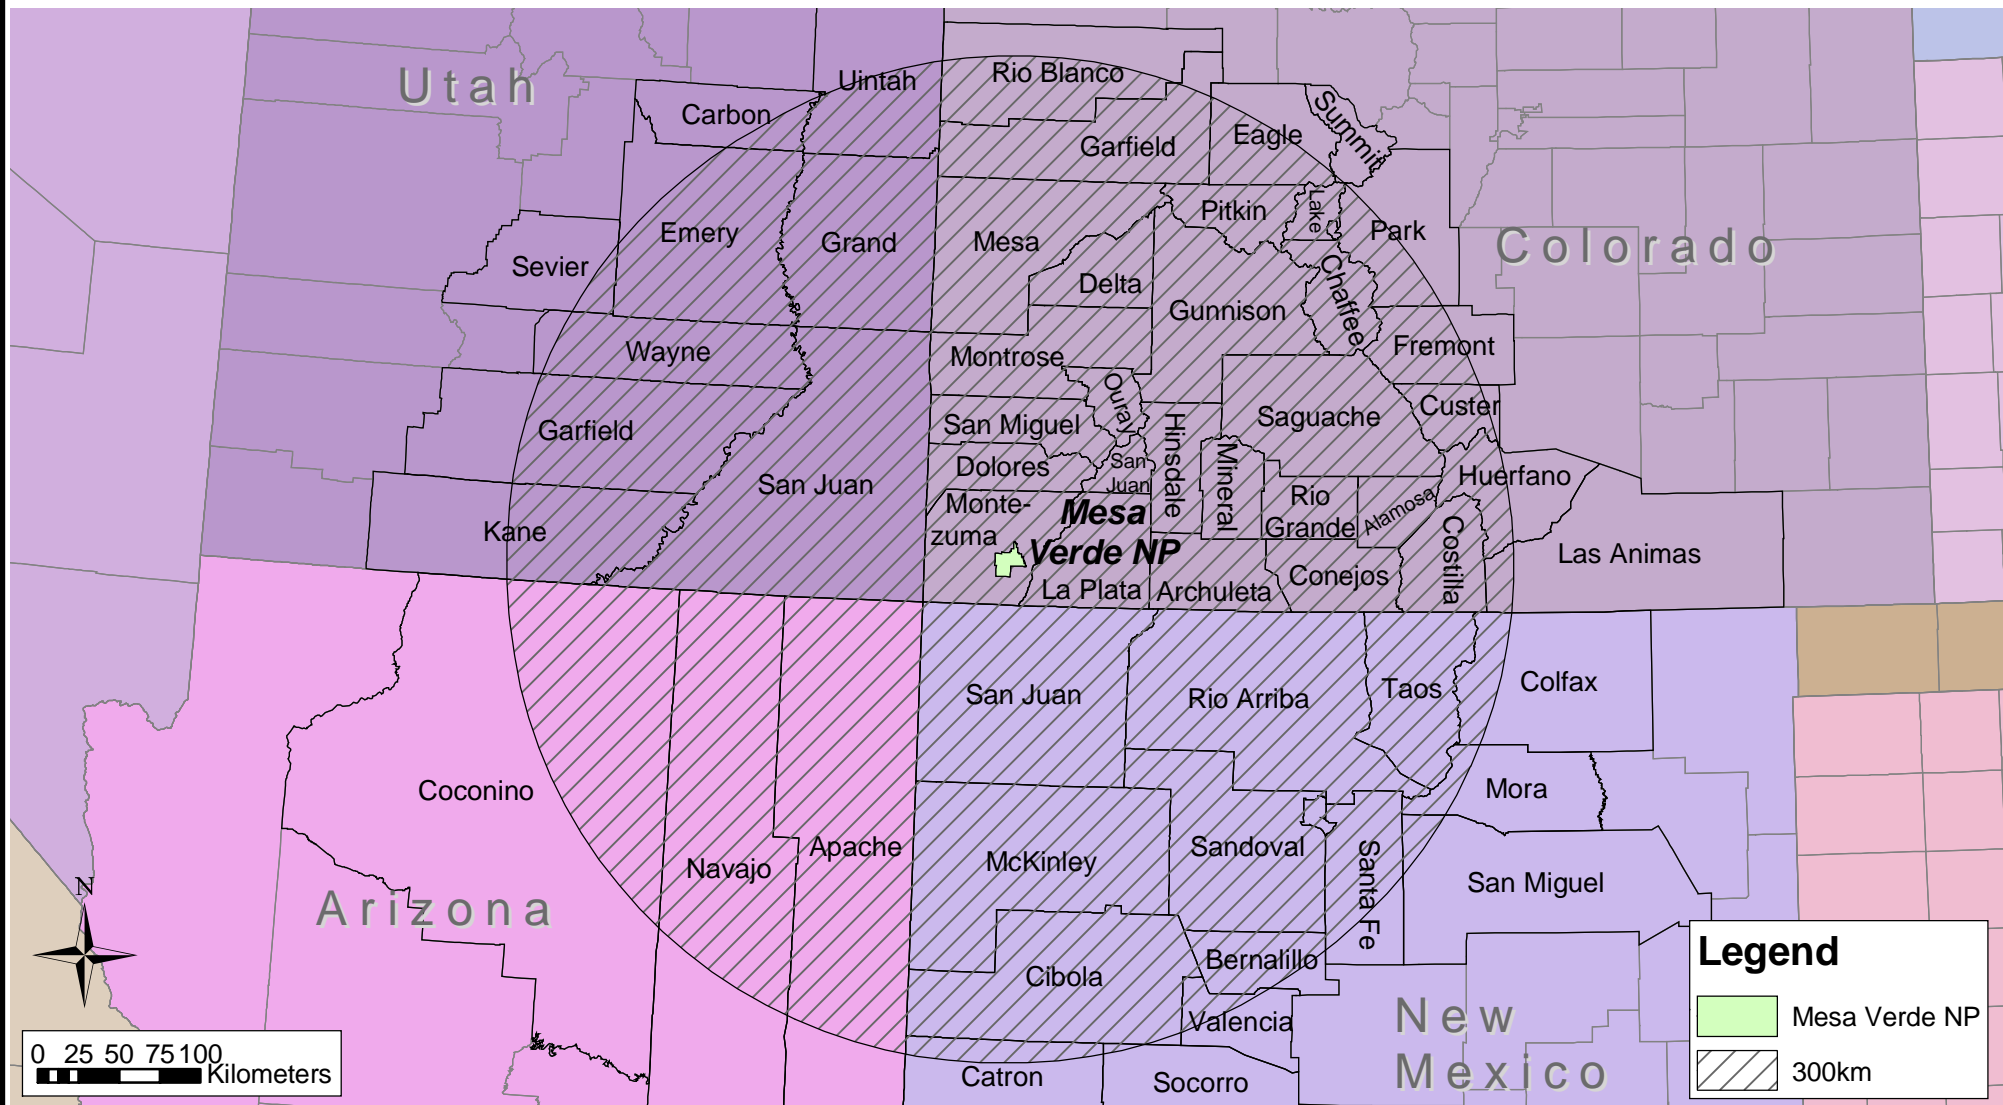 Utah
Uintah
Rio Blanco
Carbon
Summit
Eagle
Garfield
Pitkin
Lake
Park
Emery
Grand
Mesa
Colorado
Sevier
Delta
Chaffee
Gunnison
Wayne
Montrose
Fremont
Ouray
Custer
Garfield
San Miguel
Saguache
Hinsdale
Mineral
Dolores
San
Juan
San Juan
Huerfano
Rio
Grande
Alamosa
Monte-
zuma
Mesa
Verde NP
Kane
Costilla
Las Animas
La Plata
Archuleta
Conejos
San Juan
Rio Arriba
Taos
Colfax
Coconino
Mora
Navajo
Apache
McKinley
Sandoval
Santa Fe
San Miguel
N
Arizona
Cibola
Bernalillo
Valencia
New
Mexico
Catron
Socorro
0 25 50 75 100
Kilometers
Legend
Mesa Verde NP
300km